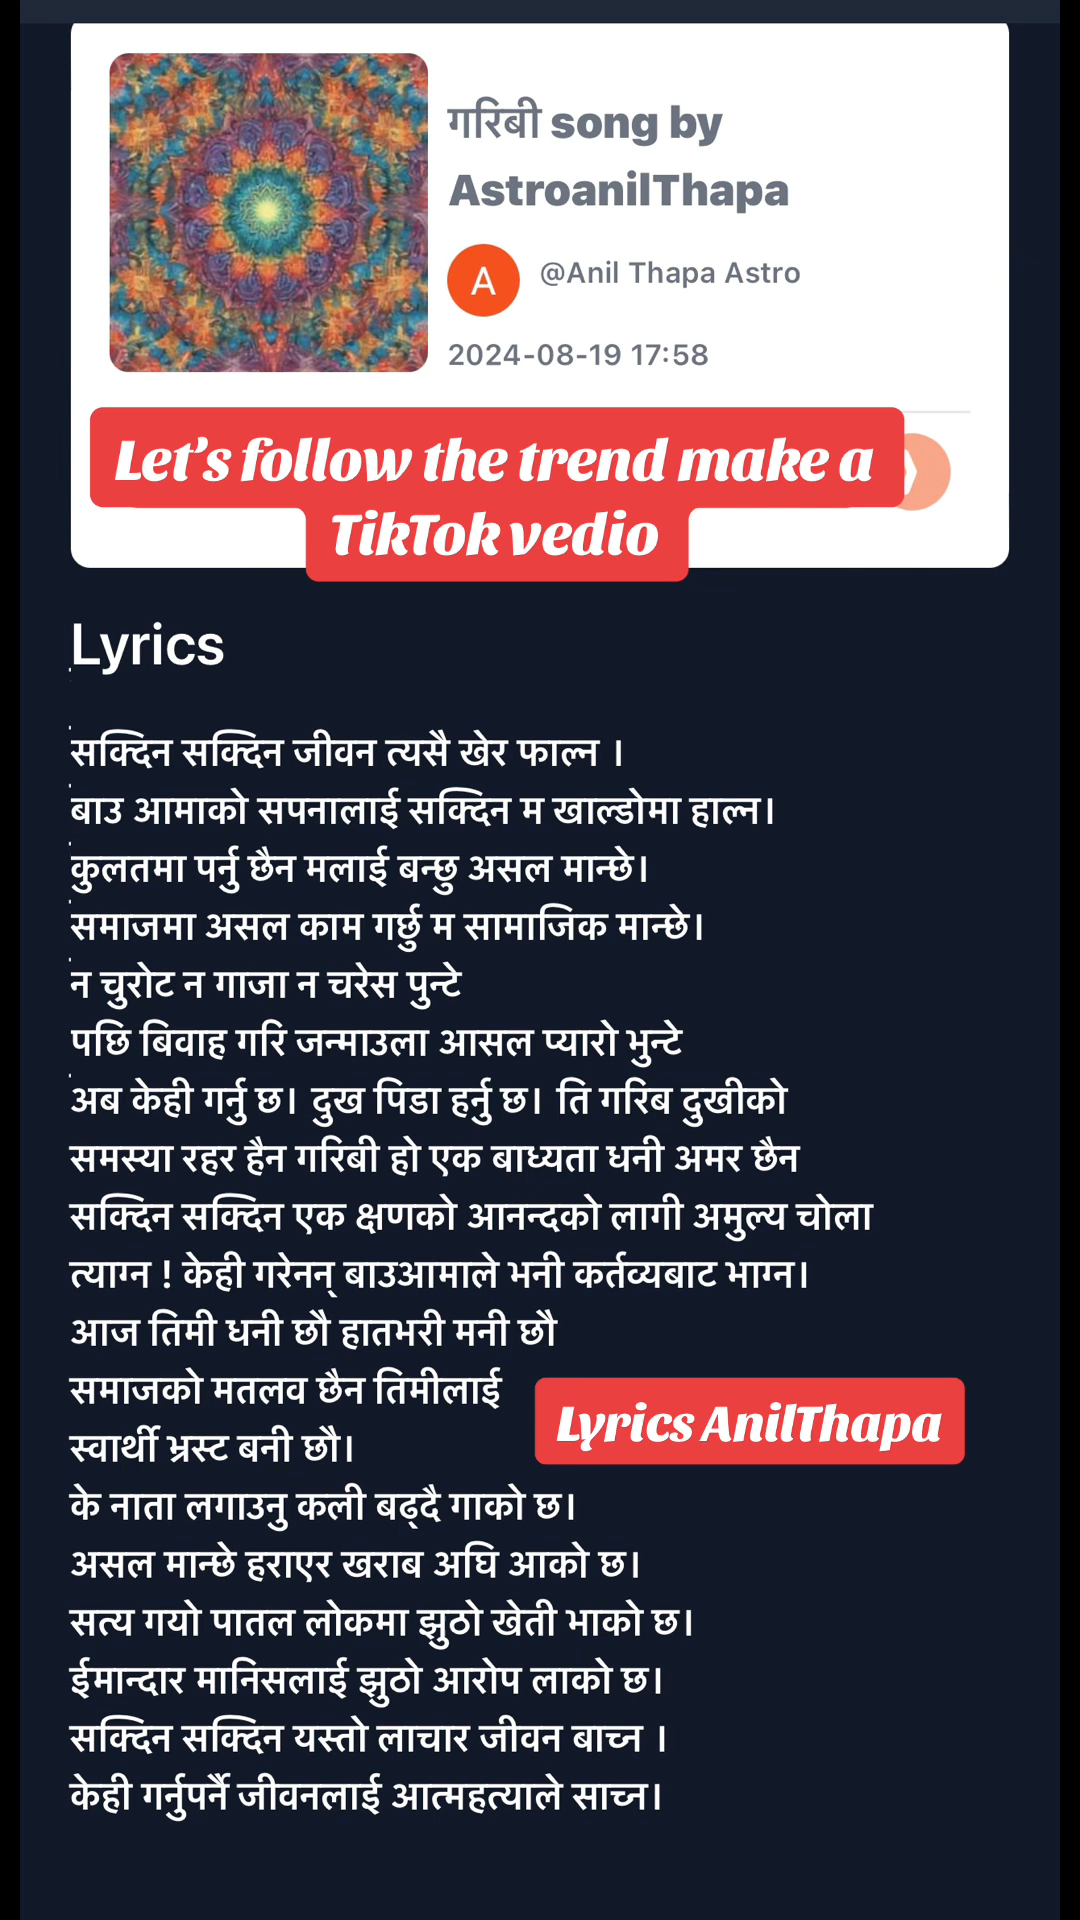 गरिबी song by
AstroanilThapa
A
@Anil Thapa Astro
2024-08-19 17:58
Let's follow the trend make a
TikTok vedio
Lyrics
सक्दिन सक्दिन जीवन त्यसै खेर फाल्न ।
बाउ आमाको सपनालाई सक्दिन म खाल्डोमा हाल्न।
कुलतमा पर्नु छैन मलाई बन्छु असल मान्छे।
समाजमा असल काम गर्छु म सामाजिक मान्छे।
न चुरोट न गाजा न चरेस पुन्टे
पछि बिवाह गरि जन्माउला आसल प्यारो भुन्टे
अब केही गर्नु छ। दुख पिडा हर्नु छ। ति गरिब दुखीको
समस्या रहर हैन गरिबी हो एक बाध्यता धनी अमर छैन
सक्दिन सक्दिन एक क्षणको आनन्दको लागी अमुल्य चोला
त्याग्न ! केही गरेनन् बाउआमाले भनी कर्तव्यबाट भाग्न।
आज तिमी धनी छौ हातभरी मनी छौ
समाजको मतलव छैन तिमीलाई
स्वार्थी भ्रस्ट बनी छौ।
Lyrics AnilThapa
के नाता लगाउनु कली बढ्दै गाको छ।
असल मान्छे हराएर खराब अघि आको छ।
सत्य गयो पातल लोकमा झुठो खेती भाको छ।
ईमान्दार मानिसलाई झुठो आरोप लाको छ।
सक्दिन सक्दिन यस्तो लाचार जीवन बाच्न ।
केही गर्नुपर्ने जीवनलाई आत्महत्याले साच्न।